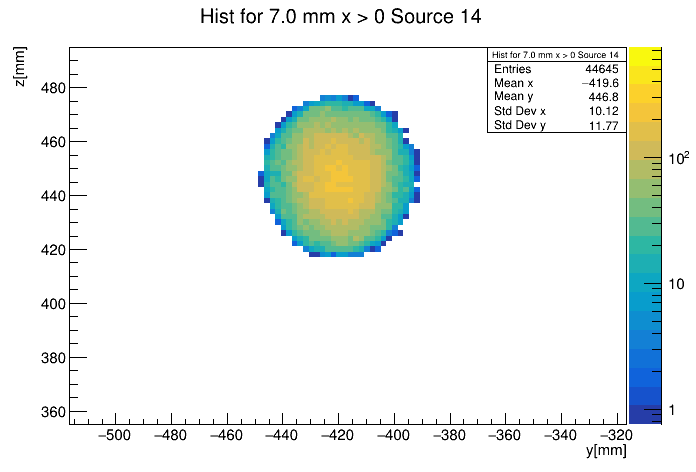 Hist for 7.0 mm x > 0 Source 14
z[mm]
Hist for 7.0 mm x > 0 Source 14
Entries 44645
Mean x −419.6
Mean y 446.8
Std Dev x 10.12
Std Dev y 11.77
480
460
440
420
400
380
360
−500 −480 −460 −440 −420 −400 −380 −360 −340 −320
y[mm]
10²
10
1